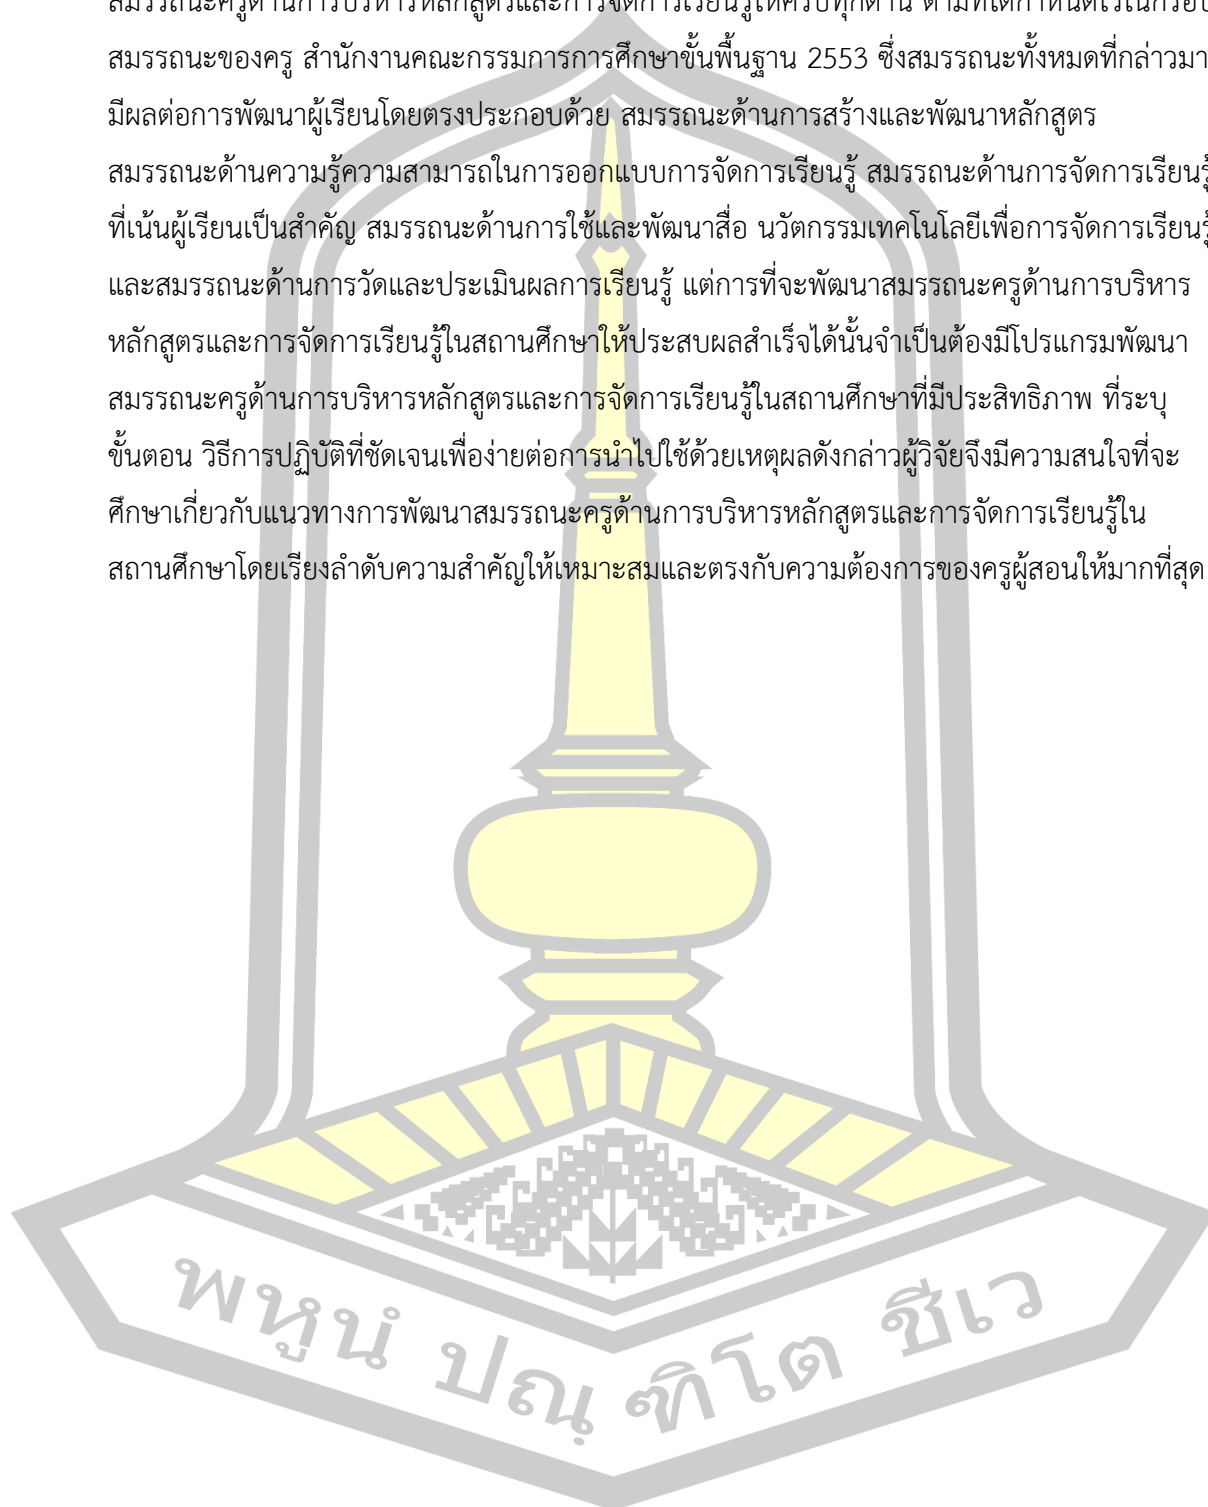 สมรรถนะครูด้านการบริหารหลักสูตรและการจัดการเรียนรู้ให้ครบทุกด้าน ตามที่ได้กำหนดไว้ในกรอบ
สมรรถนะของครู สำนักงานคณะกรรมการการศึกษาขั้นพื้นฐาน 2553 ซึ่งสมรรถนะทั้งหมดที่กล่าวมา
มีผลต่อการพัฒนาผู้เรียนโดยตรงประกอบด้วย สมรรถนะด้านการสร้างและพัฒนาหลักสูตร
สมรรถนะด้านความรู้ความสามารถในการออกแบบการจัดการเรียนรู้ สมรรถนะด้านการจัดการเรียนรู้
ที่เน้นผู้เรียนเป็นสำคัญ สมรรถนะด้านการใช้และพัฒนาสื่อ นวัตกรรมเทคโนโลยีเพื่อการจัดการเรียนรู้
และสมรรถนะด้านการวัดและประเมินผลการเรียนรู้ แต่การที่จะพัฒนาสมรรถนะครูด้านการบริหาร
หลักสูตรและการจัดการเรียนรู้ในสถานศึกษาให้ประสบผลสำเร็จได้นั้นจำเป็นต้องมีโปรแกรมพัฒนา
สมรรถนะครูด้านการบริหารหลักสูตรและการจัดการเรียนรู้ในสถานศึกษาที่มีประสิทธิภาพ ที่ระบุ
ขั้นตอน วิธีการปฏิบัติที่ชัดเจนเพื่อง่ายต่อการนำไปใช้ด้วยเหตุผลดังกล่าวผู้วิจัยจึงมีความสนใจที่จะ
ศึกษาเกี่ยวกับแนวทางการพัฒนาสมรรถนะครูด้านการบริหารหลักสูตรและการจัดการเรียนรู้ใน
สถานศึกษาโดยเรียงลำดับความสำคัญให้เหมาะสมและตรงกับความต้องการของครูผู้สอนให้มากที่สุด
พหูนํ ปณฺฑิโต ชีเว